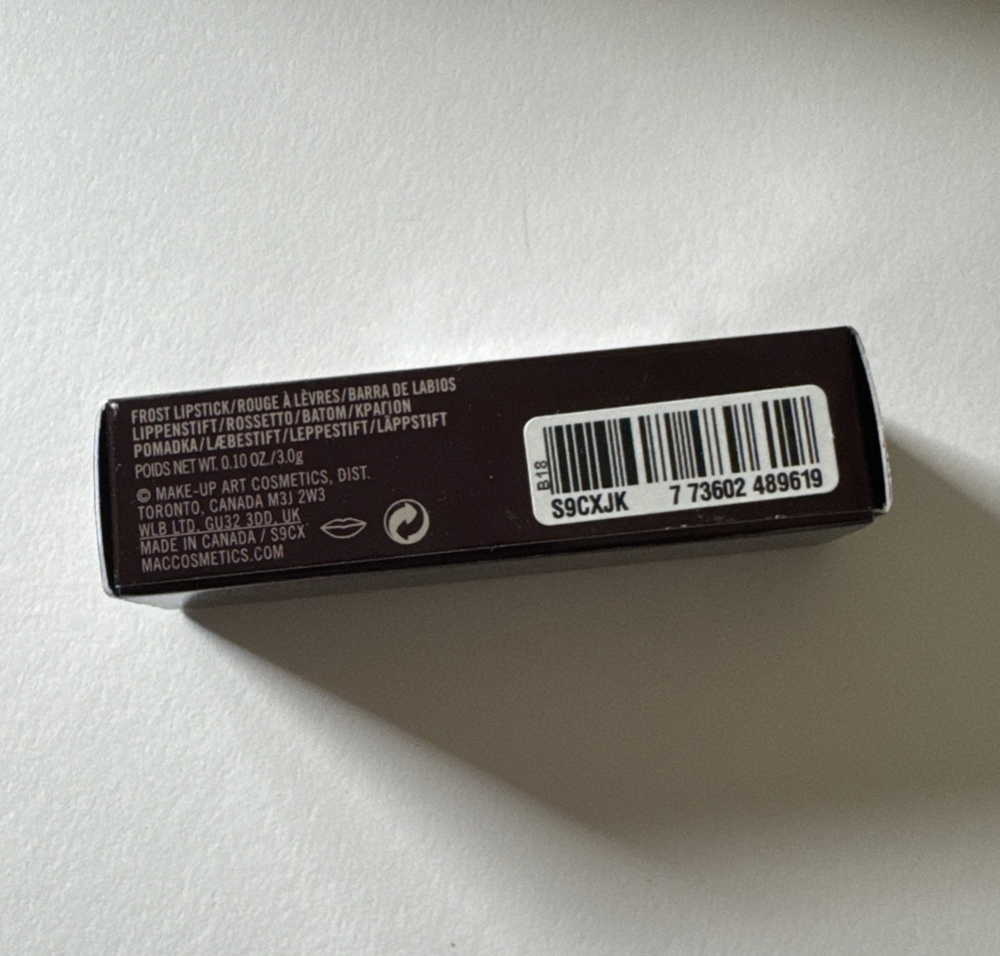 FROST LIPSTICK/ROUGE À LÈVRES/BARRA DE LABIOS
LIPPENSTIFT/ROSSETTO/BATOM/ΚΡΑΓΙΟΝ
POMADKA/LÆBESTIFT/LEPPESTIFT/LÄPPSTIFT
POIDS NET WT. 0.10 OZ./3.0g
© MAKE-UP ART COSMETICS, DIST.
TORONTO, CANADA M3J 2W3
WLB LTD. GU32 3DD. UK
MADE IN CANADA / S9CX
MACCOSMETICS.COM
B18
S9CXJK 7 73602 489619